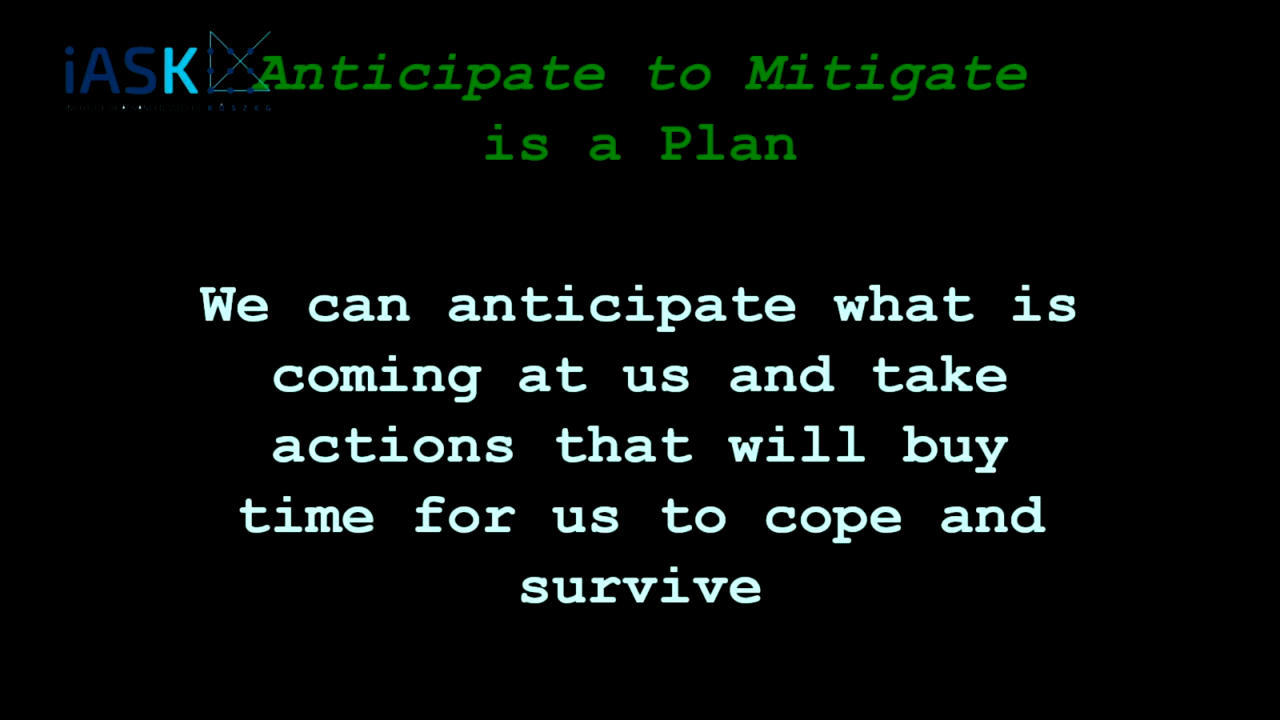 iASK
Anticipate to Mitigate
is a Plan
KŐSZEG
We can anticipate what is
coming at us and take
actions that will buy
time for us to cope and
survive